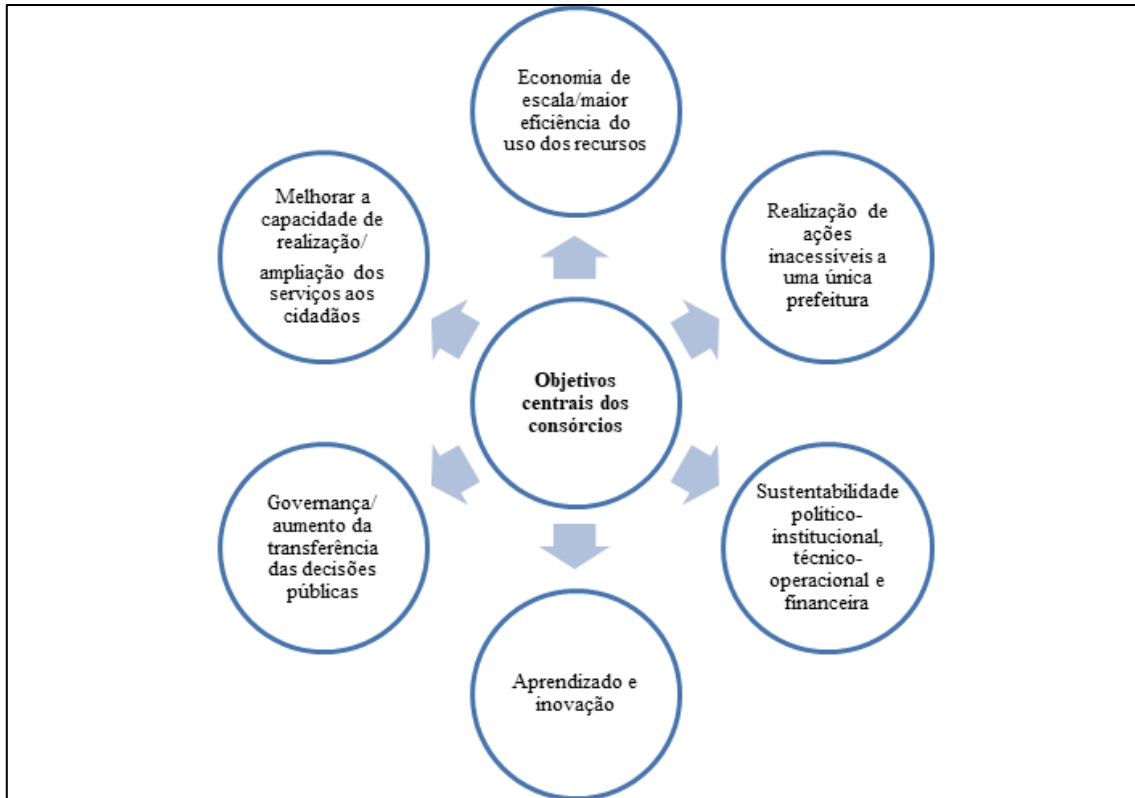 Economia de
escala/maior
eficiência do
uso dos recursos
Melhorar a
capacidade de
realização/
ampliação dos
serviços aos
cidadãos
Realização de
ações
inacessíveis a
uma única
prefeitura
Objetivos
centrais dos
consórcios
Governança/
aumento da
transferência
das decisões
públicas
Sustentabilidade
político-
institucional,
técnico-
operacional e
financeira
Aprendizado e
inovação